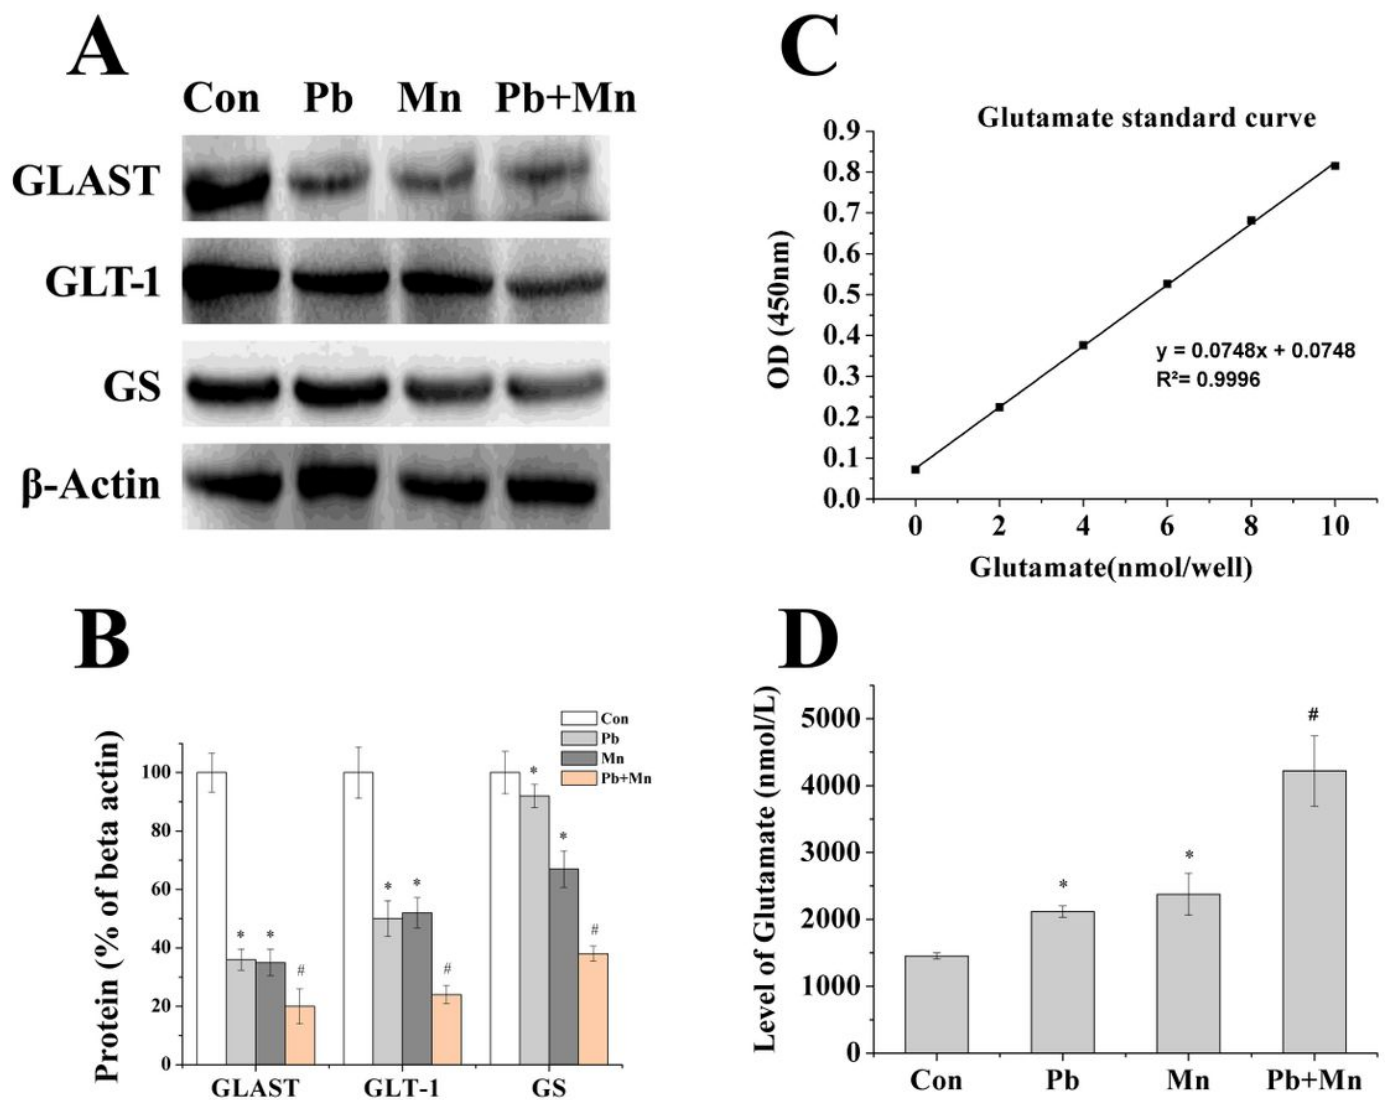 A
Con Pb Mn Pb+Mn
GLAST
GLT-1
GS
β-Actin
B
Protein (% of beta actin)
100
80
60
40
20
0
Con
Pb
Mn
Pb+Mn
* * #
* * #
* * #
GLAST GLT-1 GS
C
Glutamate standard curve
OD (450nm)
0.9
0.8
0.7
0.6
0.5
0.4
0.3
0.2
0.1
0.0
y = 0.0748x + 0.0748
R²= 0.9996
0 2 4 6 8 10
Glutamate(nmol/well)
D
Level of Glutamate (nmol/L)
5000
4000
3000
2000
1000
0
* * #
Con Pb Mn Pb+Mn